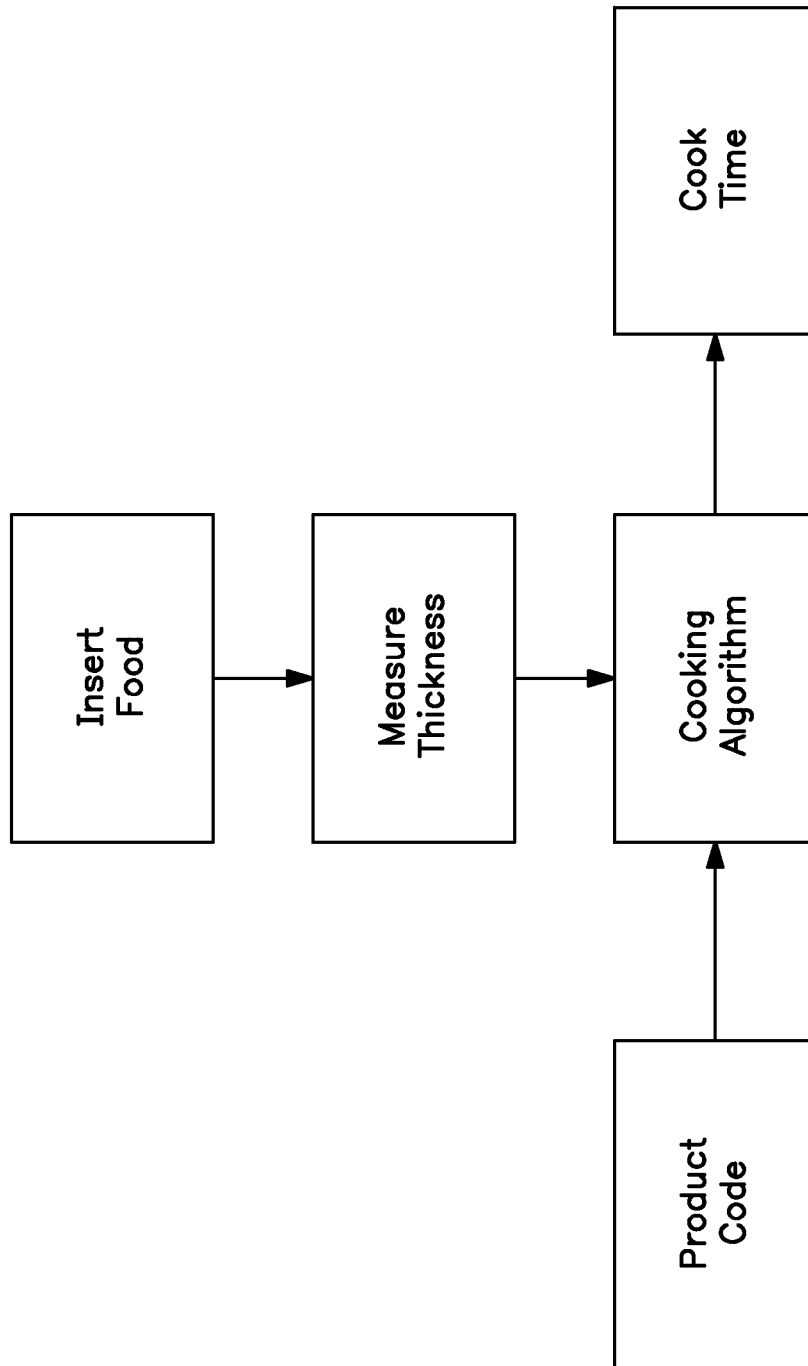 Insert
Food
Measure
Thickness
Product
Code
Cooking
Algorithm
Cook
Time